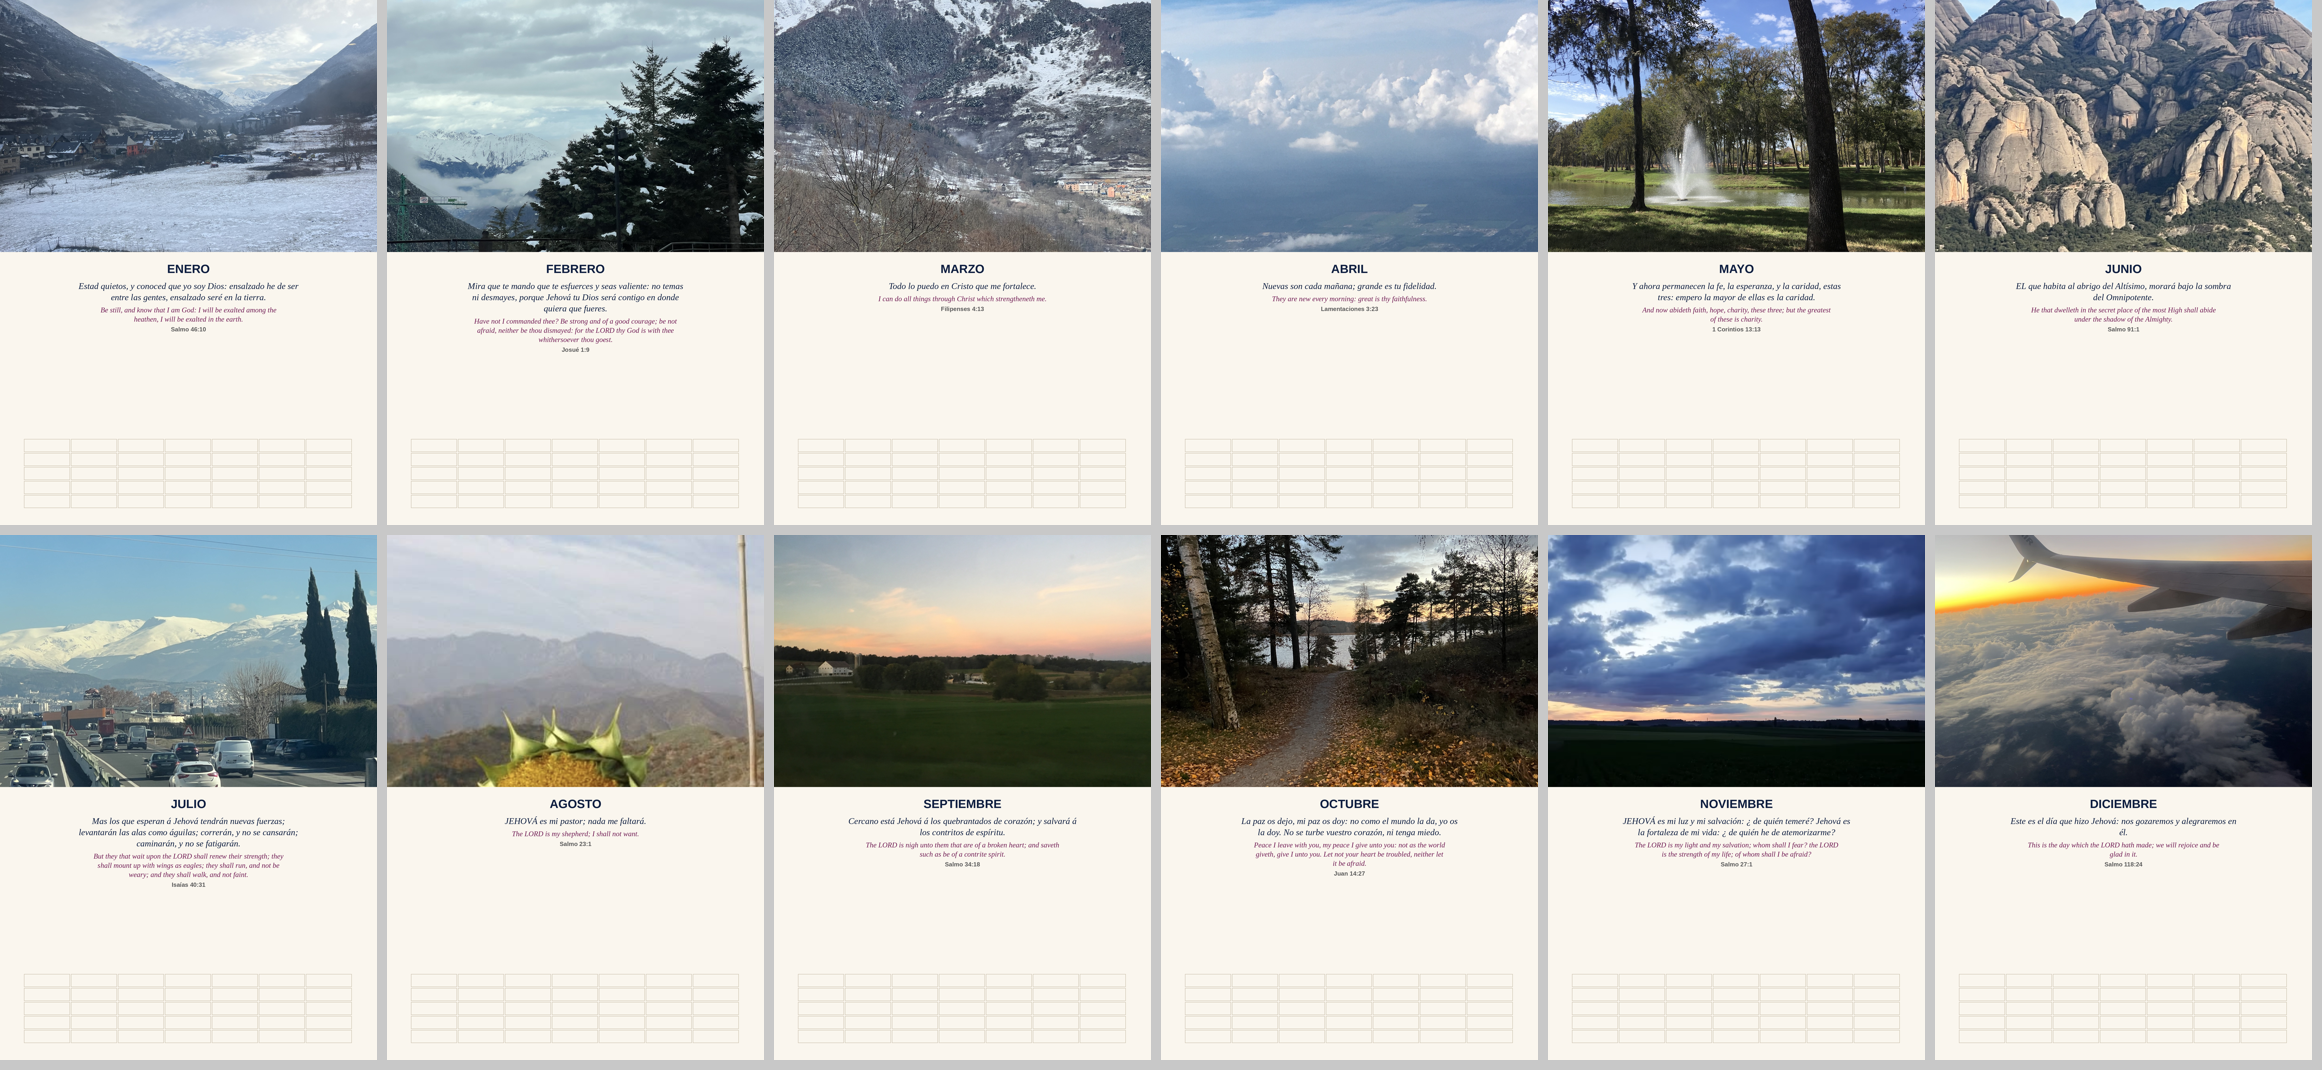 ENERO
Estad quietos, y conoced que yo soy Dios: ensalzado he de ser
entre las gentes, ensalzado seré en la tierra.
Be still, and know that I am God: I will be exalted among the
heathen, I will be exalted in the earth.
Salmo 46:10
FEBRERO
Mira que te mando que te esfuerces y seas valiente: no temas
ni desmayes, porque Jehová tu Dios será contigo en donde
quiera que fueres.
Have not I commanded thee? Be strong and of a good courage; be not
afraid, neither be thou dismayed: for the LORD thy God is with thee
whithersoever thou goest.
Josué 1:9
MARZO
Todo lo puedo en Cristo que me fortalece.
I can do all things through Christ which strengtheneth me.
Filipenses 4:13
ABRIL
Nuevas son cada mañana; grande es tu fidelidad.
They are new every morning: great is thy faithfulness.
Lamentaciones 3:23
MAYO
Y ahora permanecen la fe, la esperanza, y la caridad, estas
tres: empero la mayor de ellas es la caridad.
And now abideth faith, hope, charity, these three; but the greatest
of these is charity.
1 Corintios 13:13
JUNIO
EL que habita al abrigo del Altísimo, morará bajo la sombra
del Omnipotente.
He that dwelleth in the secret place of the most High shall abide
under the shadow of the Almighty.
Salmo 91:1
JULIO
Mas los que esperan á Jehová tendrán nuevas fuerzas;
levantarán las alas como águilas; correrán, y no se cansarán;
caminarán, y no se fatigarán.
But they that wait upon the LORD shall renew their strength; they
shall mount up with wings as eagles; they shall run, and not be
weary; and they shall walk, and not faint.
Isaías 40:31
AGOSTO
JEHOVÁ es mi pastor; nada me faltará.
The LORD is my shepherd; I shall not want.
Salmo 23:1
SEPTIEMBRE
Cercano está Jehová á los quebrantados de corazón; y salvará á
los contritos de espíritu.
The LORD is nigh unto them that are of a broken heart; and saveth
such as be of a contrite spirit.
Salmo 34:18
OCTUBRE
La paz os dejo, mi paz os doy: no como el mundo la da, yo os
la doy. No se turbe vuestro corazón, ni tenga miedo.
Peace I leave with you, my peace I give unto you: not as the world
giveth, give I unto you. Let not your heart be troubled, neither let
it be afraid.
Juan 14:27
NOVIEMBRE
JEHOVÁ es mi luz y mi salvación: ¿ de quién temeré? Jehová es
la fortaleza de mi vida: ¿ de quién he de atemorizarme?
The LORD is my light and my salvation; whom shall I fear? the LORD
is the strength of my life; of whom shall I be afraid?
Salmo 27:1
DICIEMBRE
Este es el día que hizo Jehová: nos gozaremos y alegraremos en
él.
This is the day which the LORD hath made; we will rejoice and be
glad in it.
Salmo 118:24